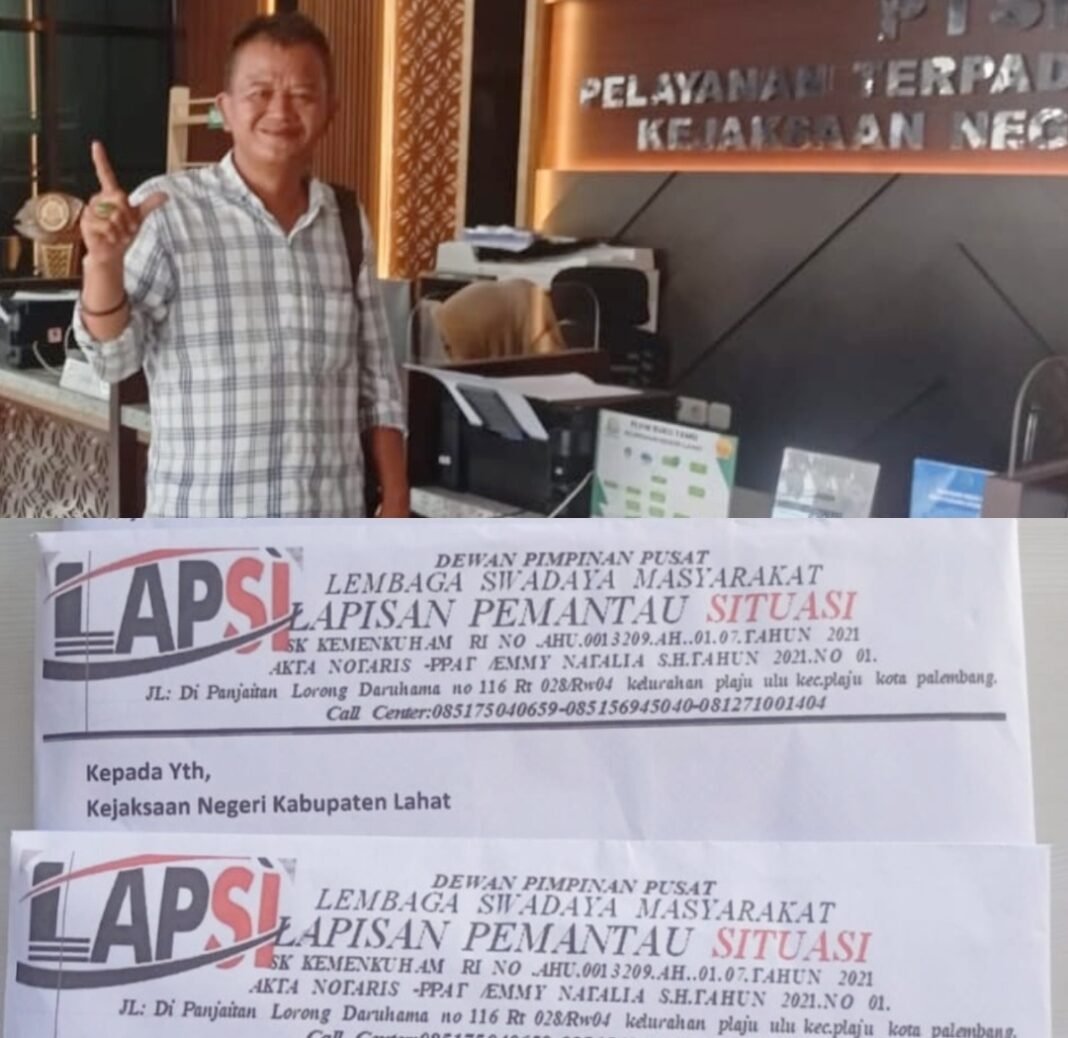 PTS
PELAYANAN TERPAD
KEJAKSAAN NEG
LAPSI
DEWAN PIMPINAN PUSAT
LEMBAGA SWADAYA MASYARAKAT
LAPISAN PEMANTAU SITUASI
SK KEMENKUHAM RI NO .AHU.0013209.AH..01.07.TAHUN 2021
AKTA NOTARIS -PPAT /EMMY NATALIA S.H.TAHUN 2021.NO 01.
JL: Di Panjaitan Lorong Daruhama no 116 Rt 028/Rw04 kelurahan plaju ulu kec.plaju kota palembang.
Call Center:085175040659-085156945040-081271001404
Kepada Yth,
Kejaksaan Negeri Kabupaten Lahat
LAPSI
DEWAN PIMPINAN PUSAT
LEMBAGA SWADAYA MASYARAKAT
LAPISAN PEMANTAU SITUASI
SK KEMENKUHAM RI NO .AHU.0013209.AH..01.07.TAHUN 2021
AKTA NOTARIS -PPAT /EMMY NATALIA S.H.TAHUN 2021.NO 01.
JL: Di Panjaitan Lorong Daruhama no 116 Rt 028/Rw04 kelurahan plaju ulu kec.plaju kota palembang.